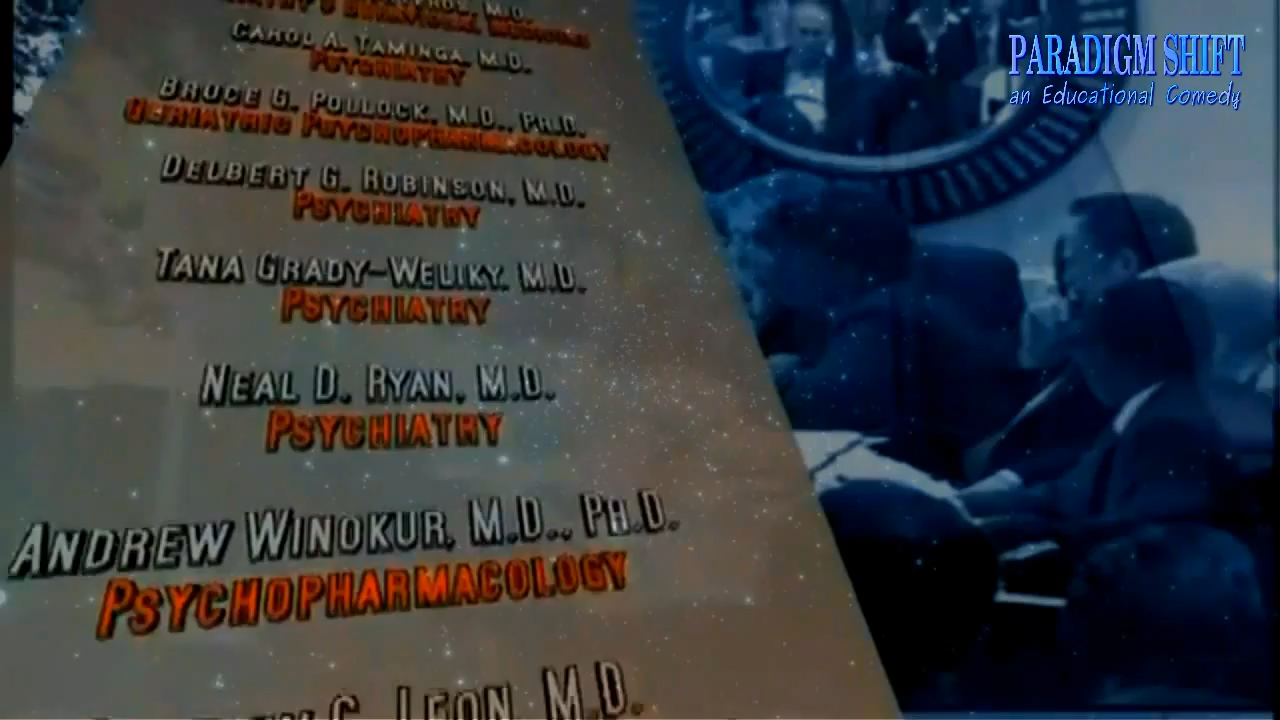 M.D.
CAROL A. TAMINGA, M.D.
PSYCHIATRY
BRUCE G. POLLOCK, M.D., PH.D.
GERIATRIC PSYCHOPHARMACOLOGY
DELBERT G. ROBINSON, M.D.
PSYCHIATRY
TANA GRADY-WELIKY, M.D.
PSYCHIATRY
NEAL D. RYAN, M.D.
PSYCHIATRY
ANDREW WINOKUR, M.D., PH.D.
PSYCHOPHARMACOLOGY
C. LEON, M.D.
PARADIGM SHIFT
an Educational Comedy